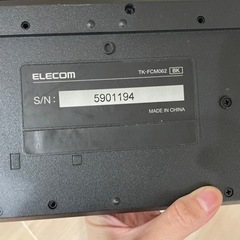 ELECOM TK-FCM062 BK
S/N: 5901194
MADE IN CHINA